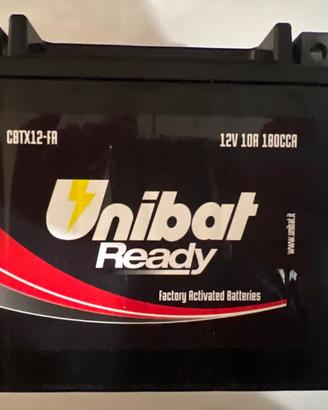 CBTX12-FA
12V 10A 180CCA
Unibat
Ready
www.unibat.it
Factory Activated Batteries